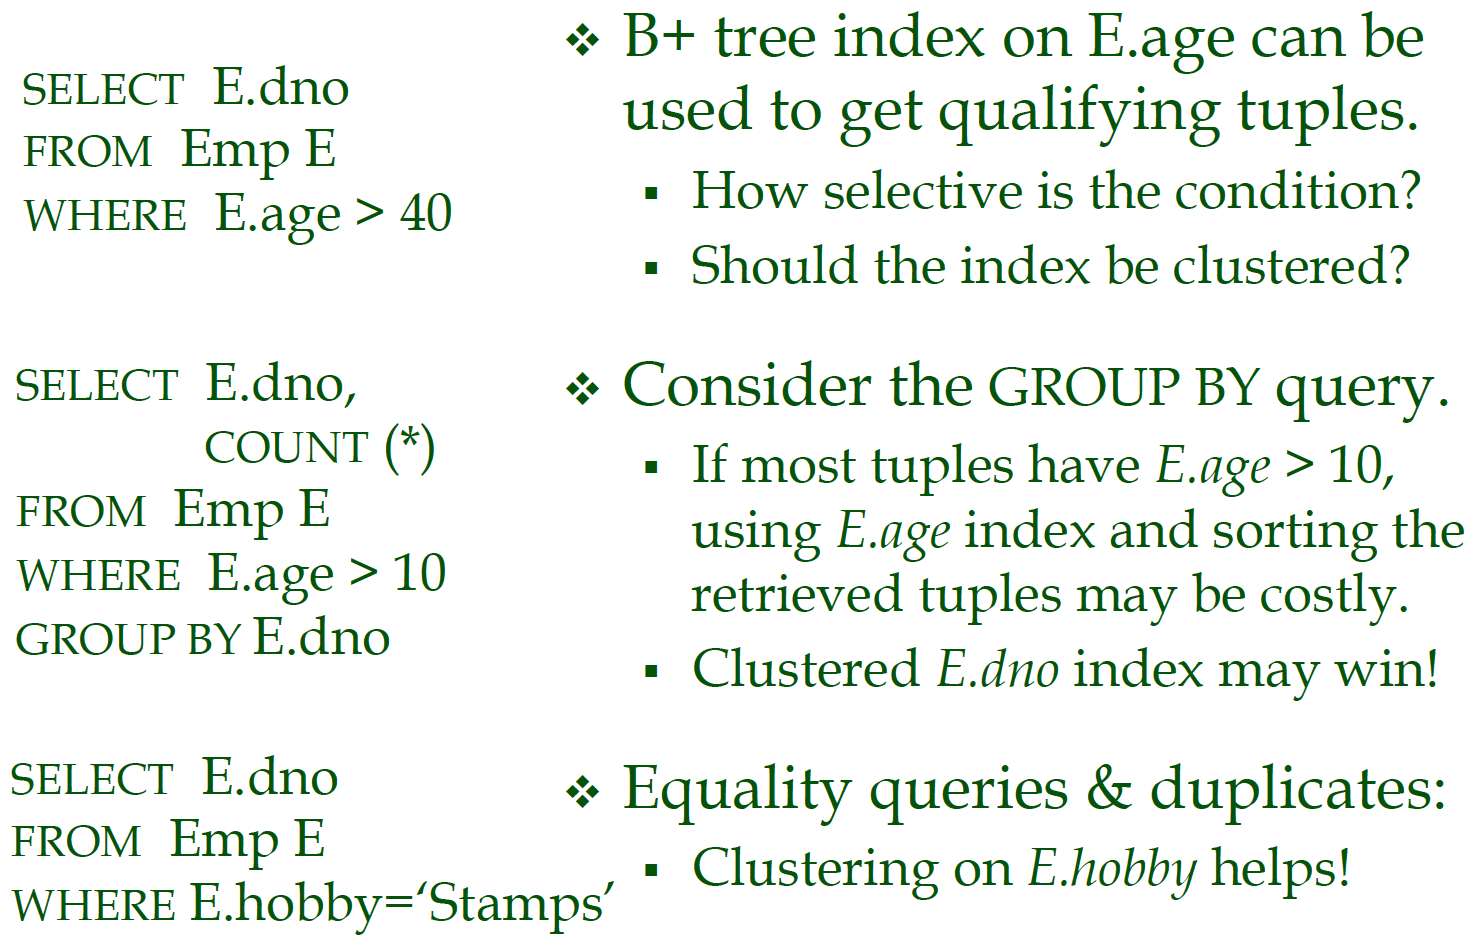 SELECT E.dno
FROM Emp E
WHERE E.age > 40
❖ B+ tree index on E.age can be
used to get qualifying tuples.
▪ How selective is the condition?
▪ Should the index be clustered?
SELECT E.dno,
COUNT (*)
FROM Emp E
WHERE E.age > 10
GROUP BY E.dno
❖ Consider the GROUP BY query.
▪ If most tuples have E.age > 10,
using E.age index and sorting the
retrieved tuples may be costly.
▪ Clustered E.dno index may win!
SELECT E.dno
FROM Emp E
WHERE E.hobby=‘Stamps’
❖ Equality queries & duplicates:
▪ Clustering on E.hobby helps!